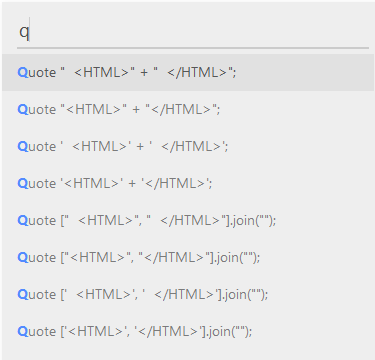 q
Quote "  <HTML>" + "  </HTML>";
Quote "<HTML>" + "</HTML>";
Quote '  <HTML>' + '  </HTML>';
Quote '<HTML>' + '</HTML>';
Quote ["  <HTML>", "  </HTML>"].join("");
Quote ["<HTML>", "</HTML>"].join("");
Quote ['  <HTML>', '  </HTML>'].join("");
Quote ['<HTML>', '</HTML>'].join("");